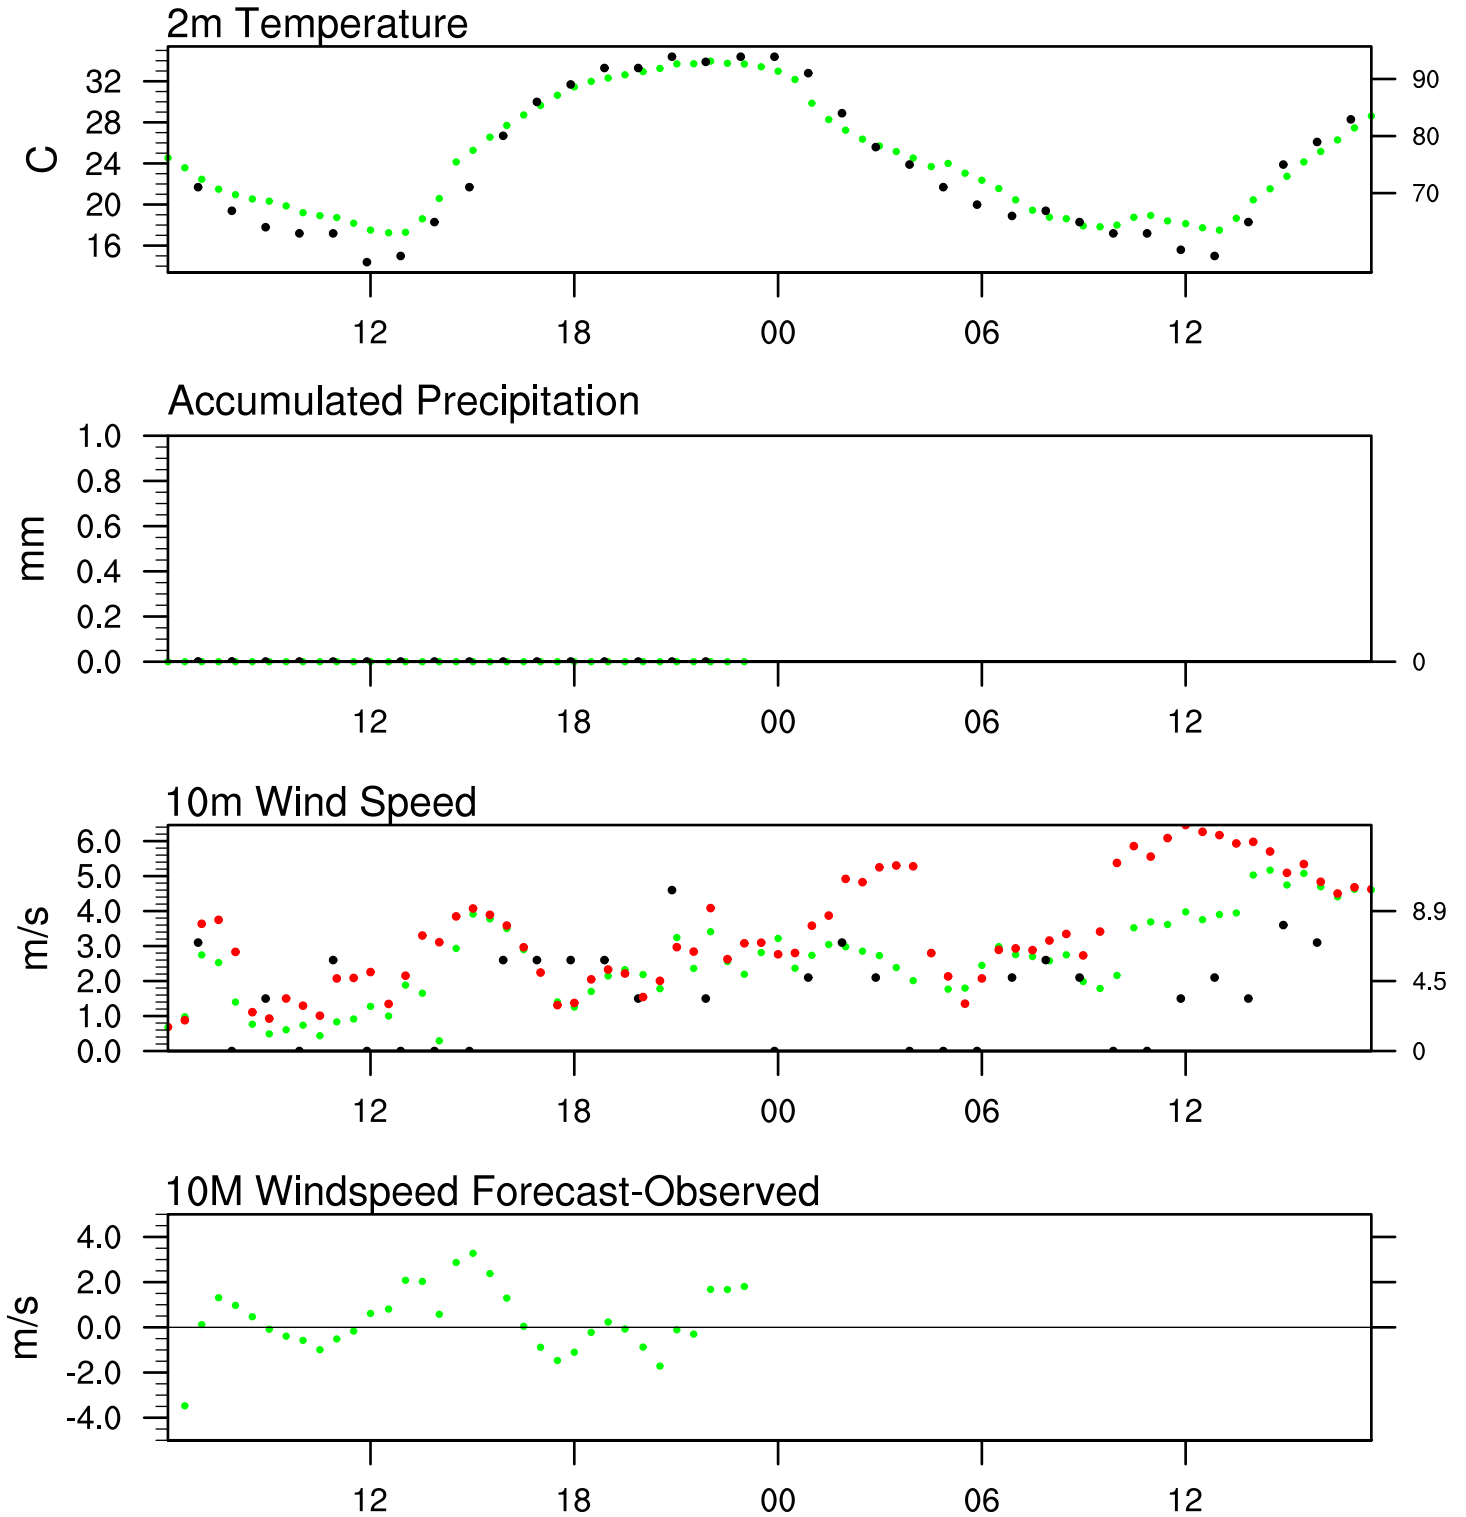 2m Temperature
32
28
24
20
16
C
90
80
70
12 18 00 06 12
Accumulated Precipitation
1.0
0.8
0.6
0.4
0.2
0.0
mm
0
12 18 00 06 12
10m Wind Speed
6.0
5.0
4.0
3.0
2.0
1.0
0.0
m/s
8.9
4.5
0
12 18 00 06 12
10M Windspeed Forecast-Observed
4.0
2.0
0.0
-2.0
-4.0
m/s
12 18 00 06 12